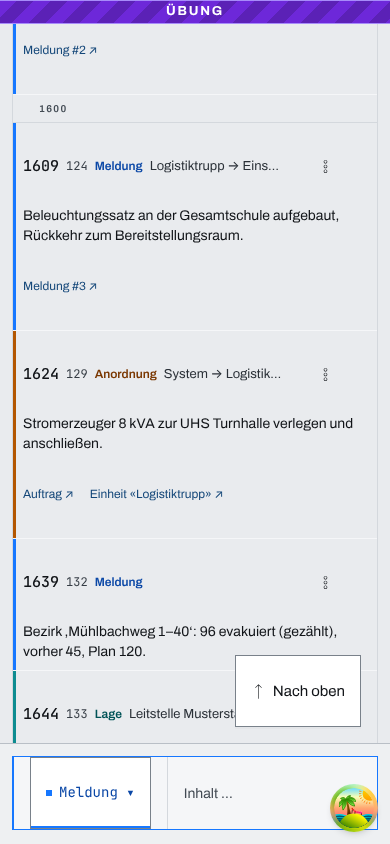 ÜBUNG
Meldung #2 ↗
1600
1609 124 Meldung Logistiktrupp → Eins…
Beleuchtungssatz an der Gesamtschule aufgebaut,
Rückkehr zum Bereitstellungsraum.
Meldung #3 ↗
1624 129 Anordnung System → Logistik…
Stromerzeuger 8 kVA zur UHS Turnhalle verlegen und
anschließen.
Auftrag ↗ Einheit «Logistiktrupp» ↗
1639 132 Meldung
Bezirk ‚Mühlbachweg 1–40‘: 96 evakuiert (gezählt),
vorher 45, Plan 120.
1644 133 Lage Leitstelle Musterst
↑ Nach oben
Meldung ▾ Inhalt …